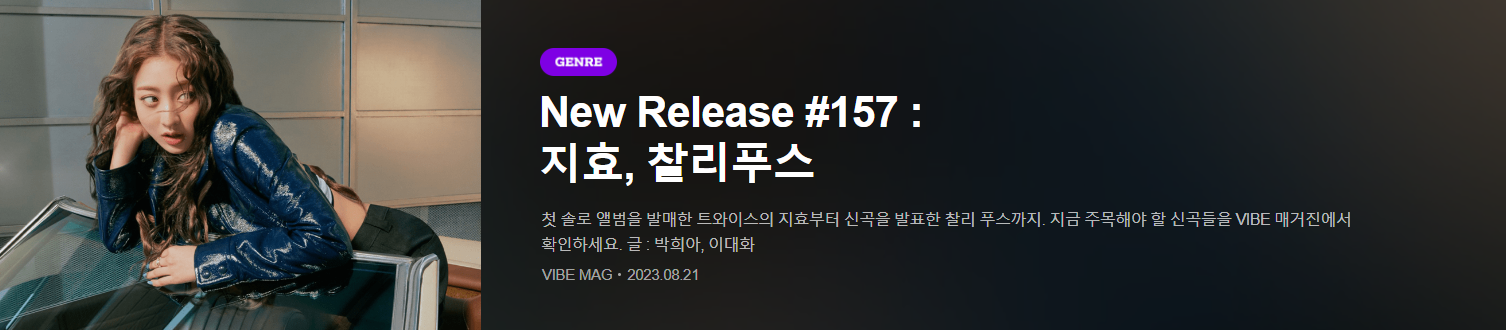 GENRE
New Release #157 :
지효, 찰리푸스
첫 솔로 앨범을 발매한 트와이스의 지효부터 신곡을 발표한 찰리 푸스까지. 지금 주목해야 할 신곡들을 VIBE 매거진에서
확인하세요. 글 : 박희아, 이대화
VIBE MAG • 2023.08.21